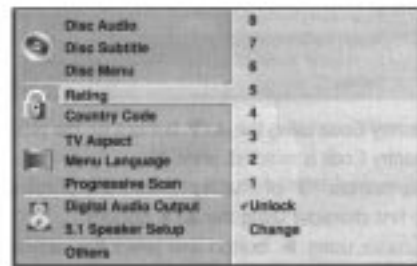 Disc Audio
Disc Subtitle
Disc Menu
Rating
Country Code
TV Aspect
Menu Language
Progressive Scan
Digital Audio Output
5.1 Speaker Setup
Others
8
7
6
5
4
3
2
1
✓Unlock
Change